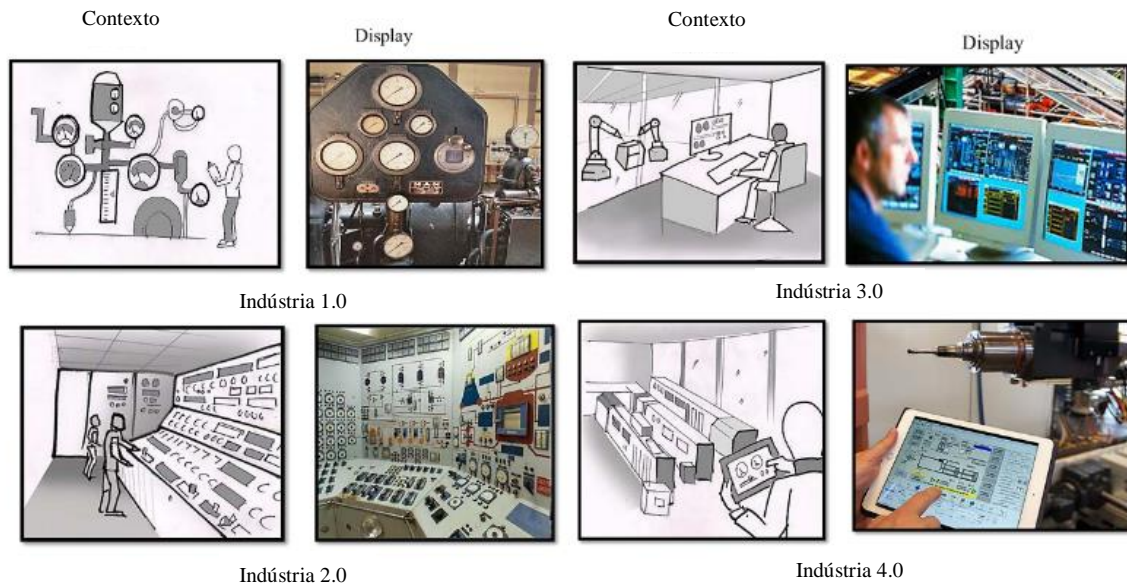 Contexto
Display
Indústria 1.0
Contexto
Display
Indústria 3.0
Indústria 2.0
Indústria 4.0